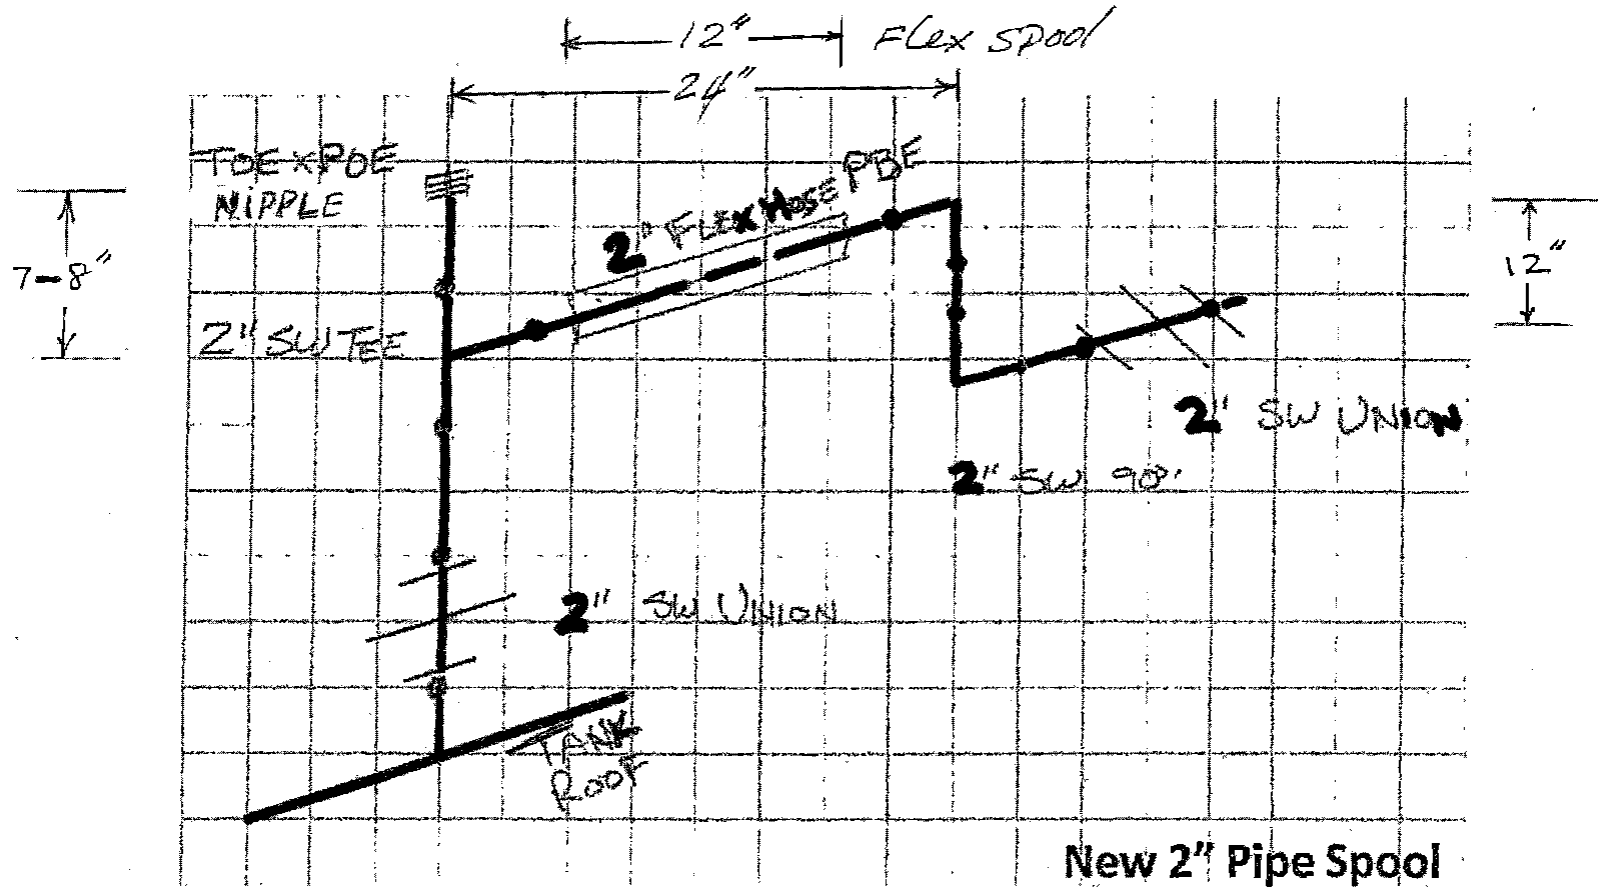 12" Flex Spool
24"
TOE x POE
NIPPLE
7-8"
2" SW TEE
2" FLEX HOSE PBE
12"
2" SW UNION
2" SW 90°
2" SW UNION
TANK
ROOF
New 2" Pipe Spool